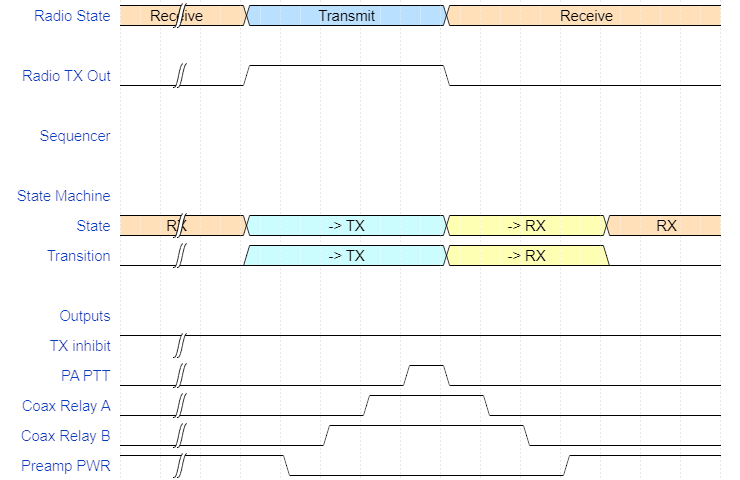 Radio State Receive Transmit Receive
Radio TX Out
Sequencer
State Machine
State RX -> TX -> RX RX
Transition -> TX -> RX
Outputs
TX inhibit
PA PTT
Coax Relay A
Coax Relay B
Preamp PWR